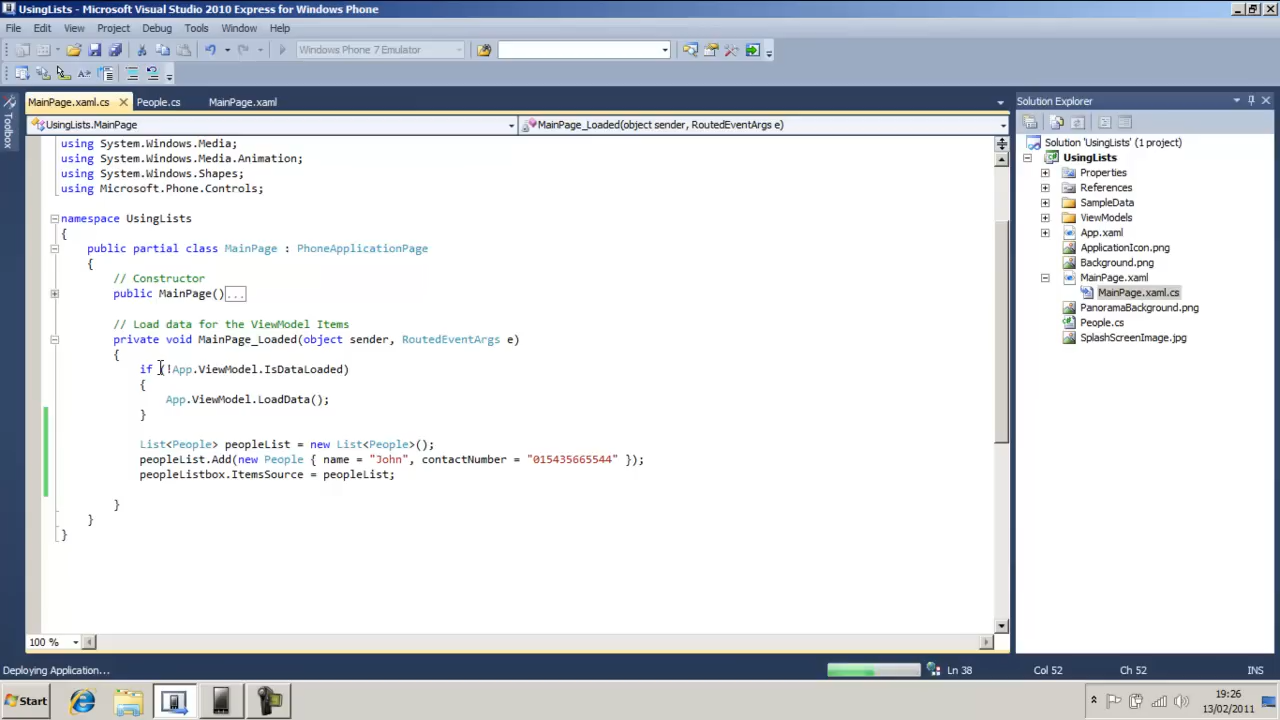 UsingLists - Microsoft Visual Studio 2010 Express for Windows Phone
File Edit View Project Debug Tools Window Help
Windows Phone 7 Emulator
MainPage.xaml.cs People.cs MainPage.xaml
UsingLists.MainPage MainPage_Loaded(object sender, RoutedEventArgs e)
Toolbox
using System.Windows.Media;
using System.Windows.Media.Animation;
using System.Windows.Shapes;
using Microsoft.Phone.Controls;
namespace UsingLists
{
public partial class MainPage : PhoneApplicationPage
{
// Constructor
public MainPage()...
// Load data for the ViewModel Items
private void MainPage_Loaded(object sender, RoutedEventArgs e)
{
if (!App.ViewModel.IsDataLoaded)
{
App.ViewModel.LoadData();
}
List<People> peopleList = new List<People>();
peopleList.Add(new People { name = "John", contactNumber = "015435665544" });
peopleListbox.ItemsSource = peopleList;
}
}
}
100 %
Solution Explorer
Solution 'UsingLists' (1 project)
UsingLists
Properties
References
SampleData
ViewModels
App.xaml
ApplicationIcon.png
Background.png
MainPage.xaml
MainPage.xaml.cs
PanoramaBackground.png
People.cs
SplashScreenImage.jpg
Deploying Application... Ln 38 Col 52 Ch 52 INS
Start
19:26
13/02/2011